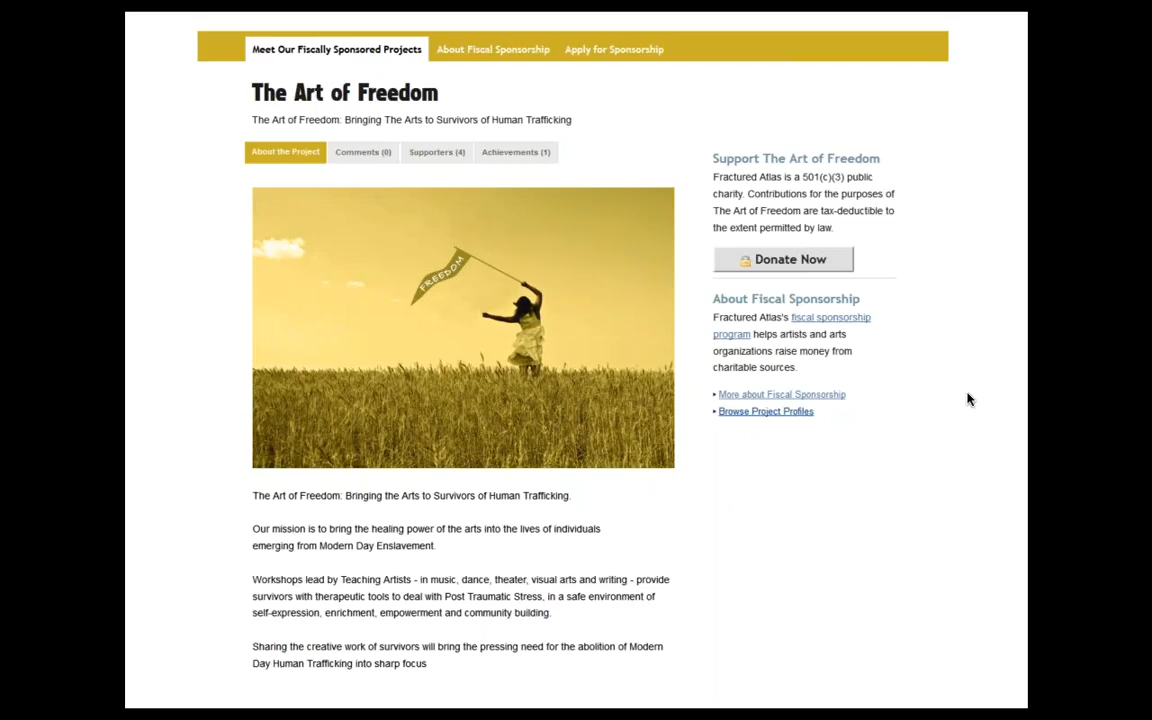 Meet Our Fiscally Sponsored Projects About Fiscal Sponsorship Apply for Sponsorship
The Art of Freedom
The Art of Freedom: Bringing The Arts to Survivors of Human Trafficking
About the Project Comments (0) Supporters (4) Achievements (1)
FREEDOM
The Art of Freedom: Bringing the Arts to Survivors of Human Trafficking.
Our mission is to bring the healing power of the arts into the lives of individuals
emerging from Modern Day Enslavement.
Workshops lead by Teaching Artists - in music, dance, theater, visual arts and writing - provide
survivors with therapeutic tools to deal with Post Traumatic Stress, in a safe environment of
self-expression, enrichment, empowerment and community building.
Sharing the creative work of survivors will bring the pressing need for the abolition of Modern
Day Human Trafficking into sharp focus
Support The Art of Freedom
Fractured Atlas is a 501(c)(3) public
charity. Contributions for the purposes of
The Art of Freedom are tax-deductible to
the extent permitted by law.
Donate Now
About Fiscal Sponsorship
Fractured Atlas's fiscal sponsorship
program helps artists and arts
organizations raise money from
charitable sources.
More about Fiscal Sponsorship
Browse Project Profiles